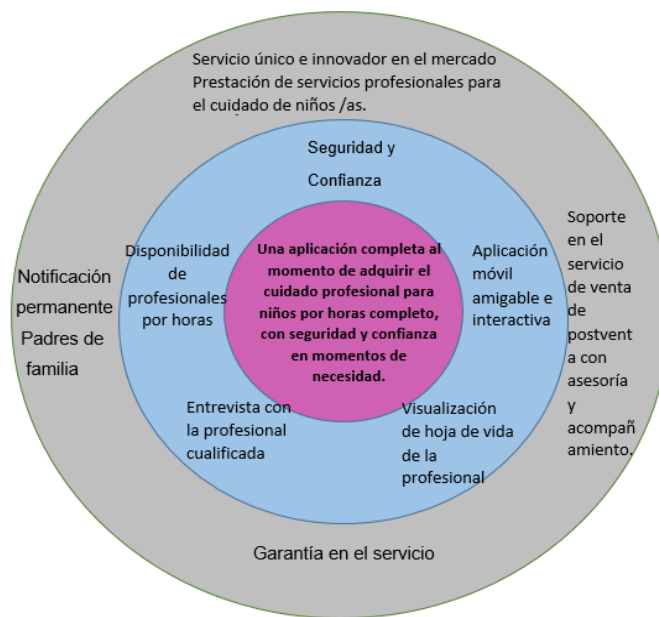 Servicio único e innovador en el mercado
Prestación de servicios profesionales para
el cuidado de niños /as.
Seguridad y
Confianza
Disponibilidad
de
profesionales
por horas
Una aplicación completa al
momento de adquirir el
cuidado profesional para
niños por horas completo,
con seguridad y confianza
en momentos de
necesidad.
Aplicación
móvil
amigable e
interactiva
Notificación
permanente
Padres de
familia
Soporte
en el
servicio
de venta
de
postvent
a con
asesoría
y
acompañ
amiento.
Entrevista con
la profesional
cualificada
Visualización
de hoja de vida
de la
profesional
Garantía en el servicio